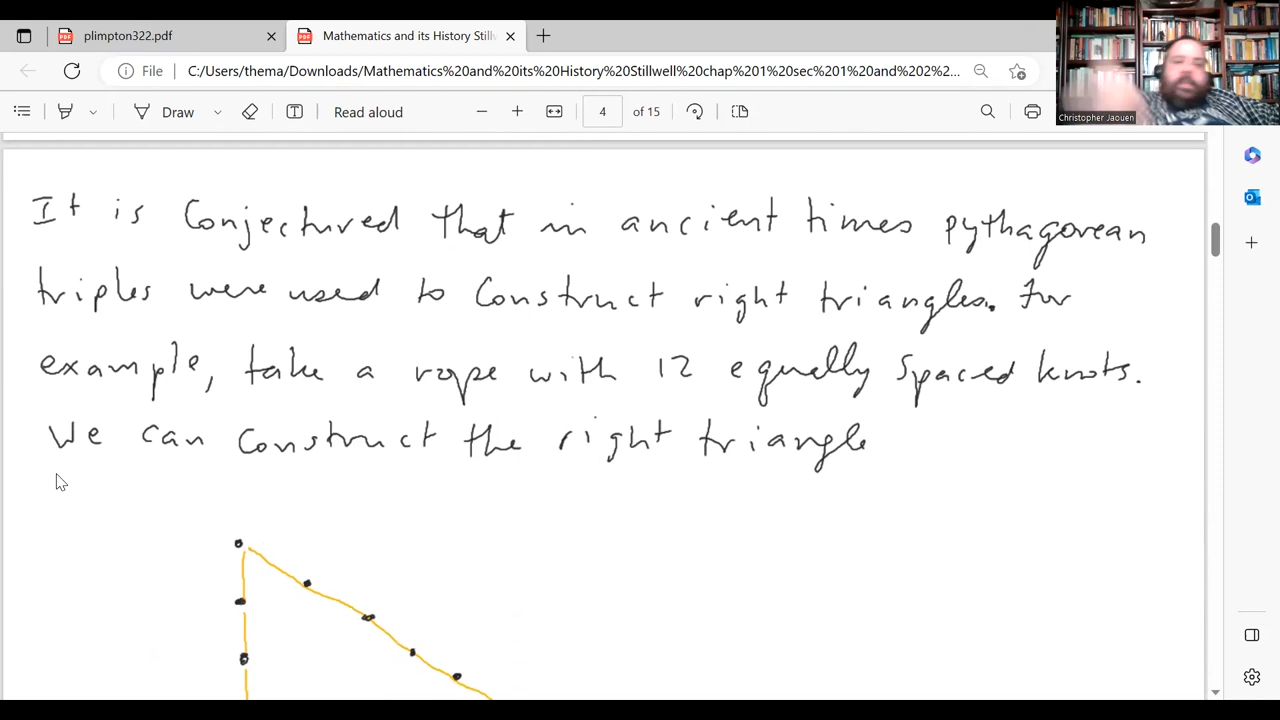 plimpton322.pdf
Mathematics and its History Still
File
C:/Users/thema/Downloads/Mathematics%20and%20its%20History%20Stillwell%20chap%201%20sec%201%20and%202%2...
Draw
Read aloud
4 of 15
Christopher Jaouen
It is Conjectured that in ancient times pythagorean
triples were used to Construct right triangles. For
example, take a rope with 12 equally spaced knots.
We can construct the right triangle